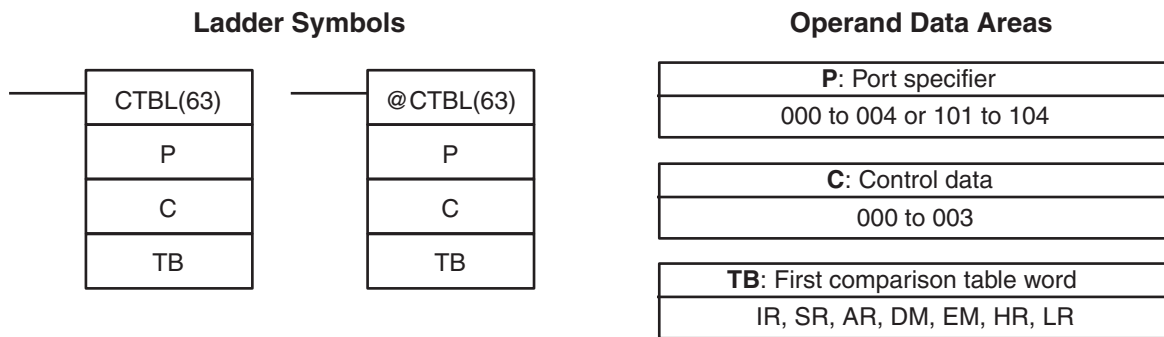 Ladder Symbols
CTBL(63)
P
C
TB
@CTBL(63)
P
C
TB
Operand Data Areas
P: Port specifier
000 to 004 or 101 to 104
C: Control data
000 to 003
TB: First comparison table word
IR, SR, AR, DM, EM, HR, LR